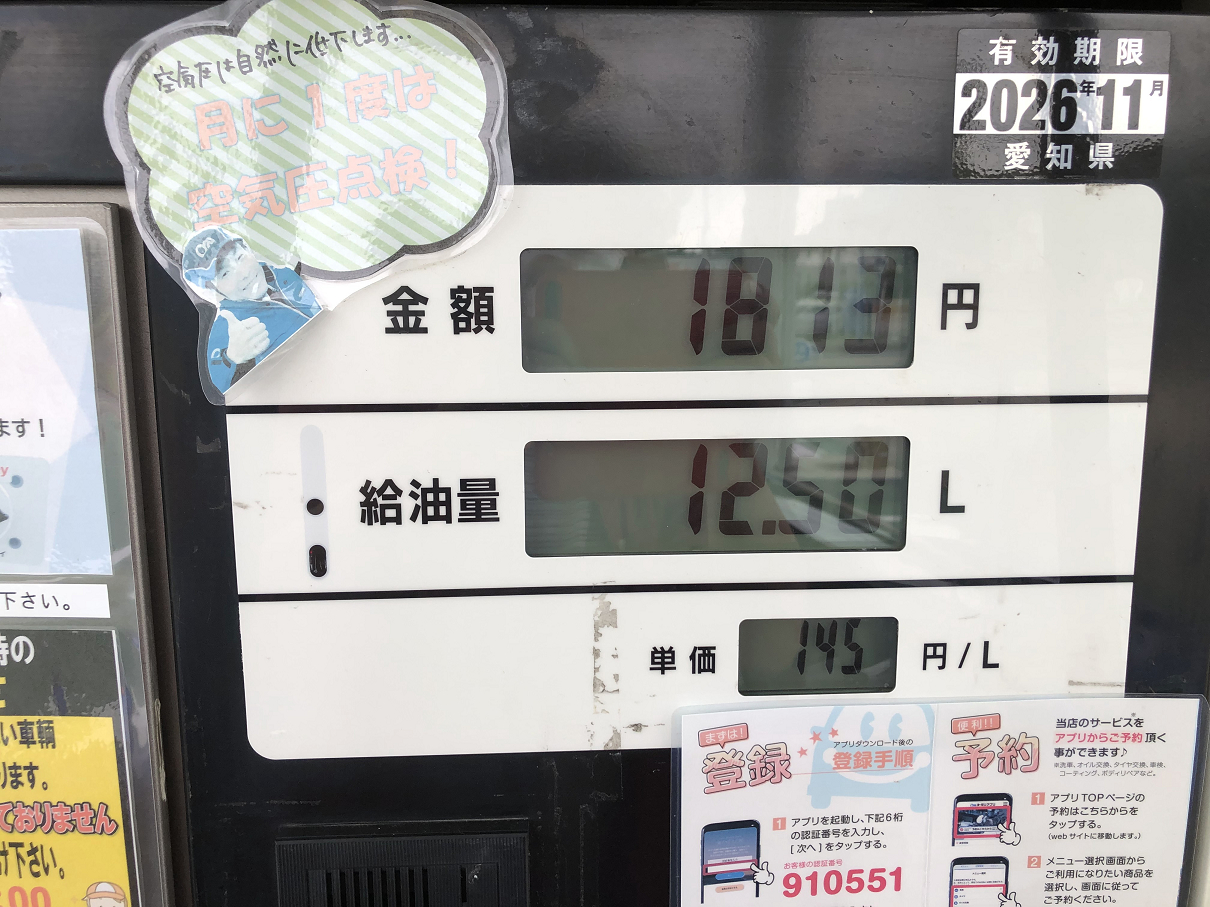 空気圧は自然に低下します…
月に1度は
空気圧点検！
有効期限
2026年11月
愛知県
金額 1813 円
給油量 12.50 L
単価 145 円/L
ます！
下さい。
時の
い車輌
ります。
ておりません
け下さい。
まずは！
登録
アプリダウンロード後の
登録手順
1 アプリを起動し、下記6桁
の認証番号を入力し、
[次へ]をタップする。
お客様の認証番号
910551
便利!!
予約
当店のサービスを
アプリからご予約頂く
事ができます♪
※洗車、オイル交換、タイヤ交換、車検、
コーティング、ボディリペアなど。
1 アプリTOPページの
予約はこちらからを
タップする。
(webサイトに移動します。)
2 メニュー選択画面から
ご利用になりたい商品を
選択し、画面に従って
ご予約ください。